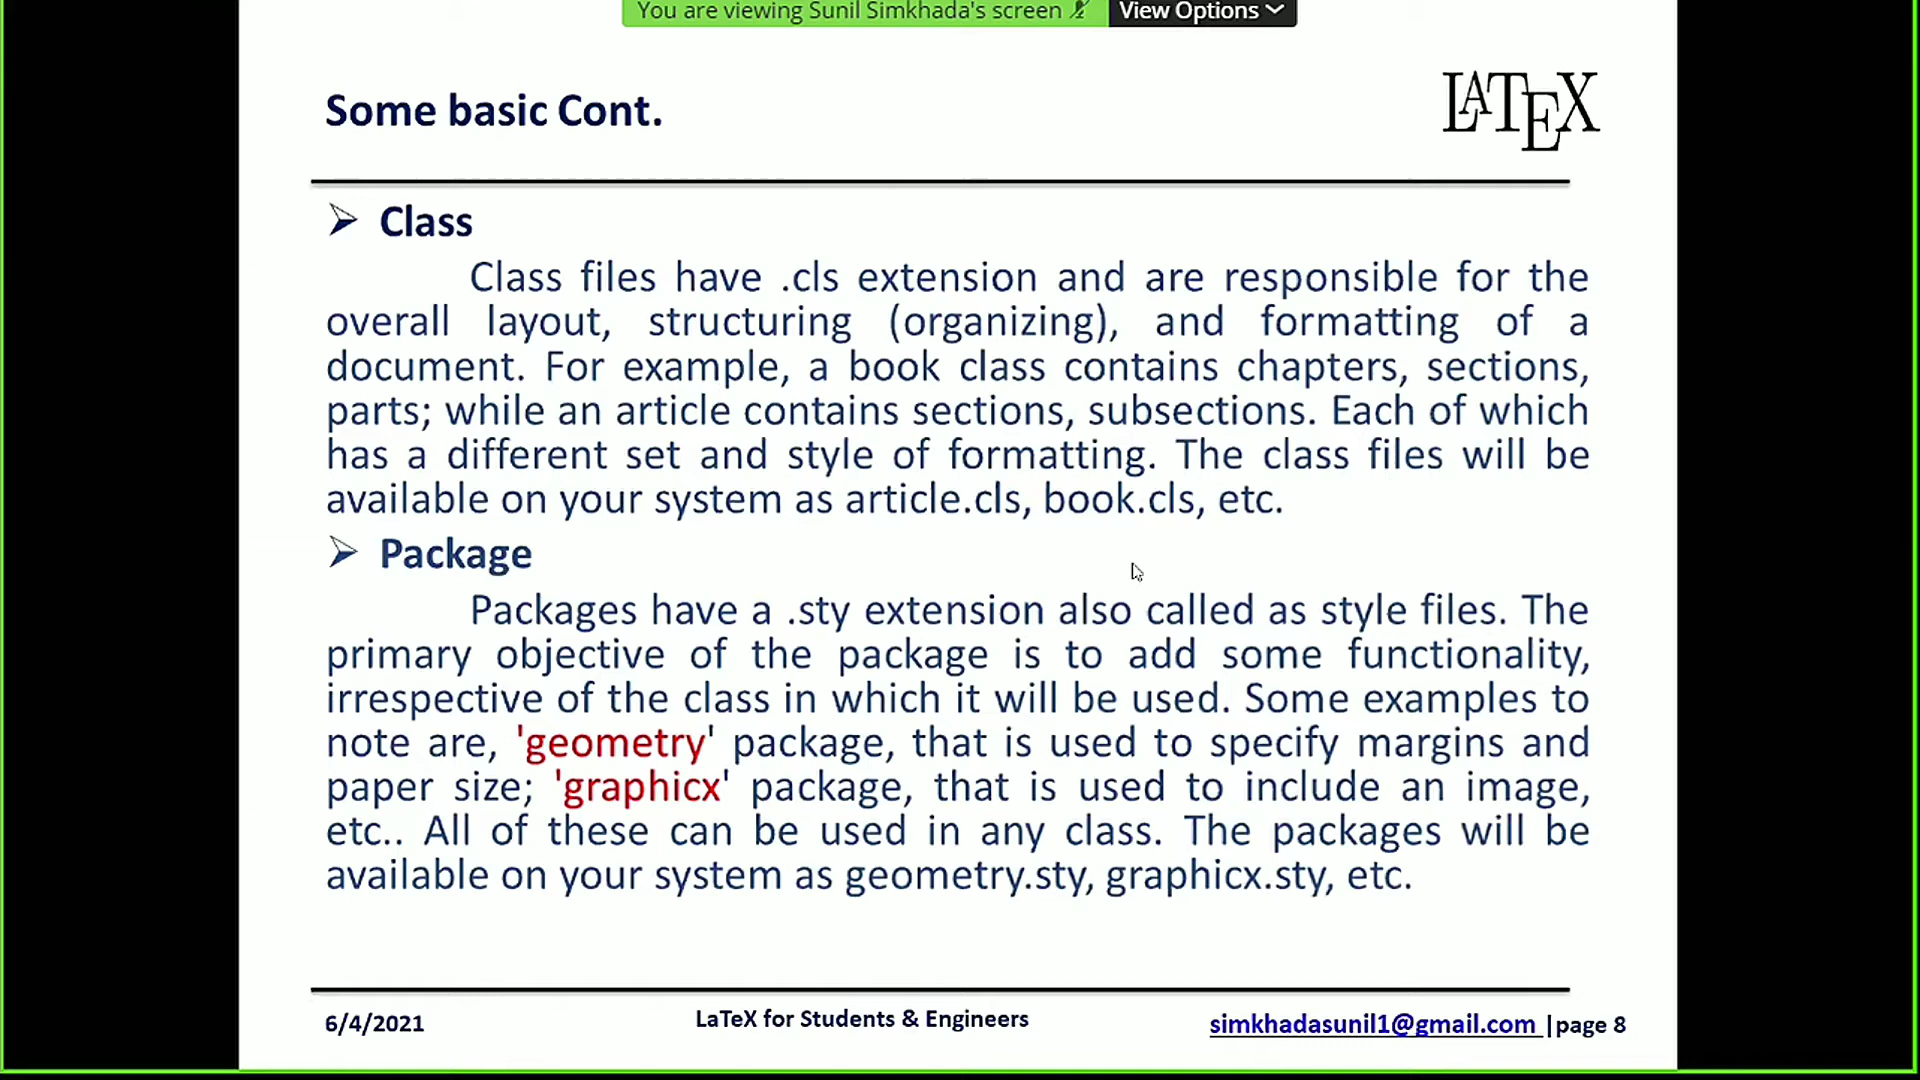 You are viewing Sunil Simkhada's screen View Options
Some basic Cont.
LATEX
Class
Class files have .cls extension and are responsible for the
overall layout, structuring (organizing), and formatting of a
document. For example, a book class contains chapters, sections,
parts; while an article contains sections, subsections. Each of which
has a different set and style of formatting. The class files will be
available on your system as article.cls, book.cls, etc.
Package
Packages have a .sty extension also called as style files. The
primary objective of the package is to add some functionality,
irrespective of the class in which it will be used. Some examples to
note are, 'geometry' package, that is used to specify margins and
paper size; 'graphicx' package, that is used to include an image,
etc.. All of these can be used in any class. The packages will be
available on your system as geometry.sty, graphicx.sty, etc.
6/4/2021 LaTeX for Students & Engineers simkhadasunil1@gmail.com |page 8